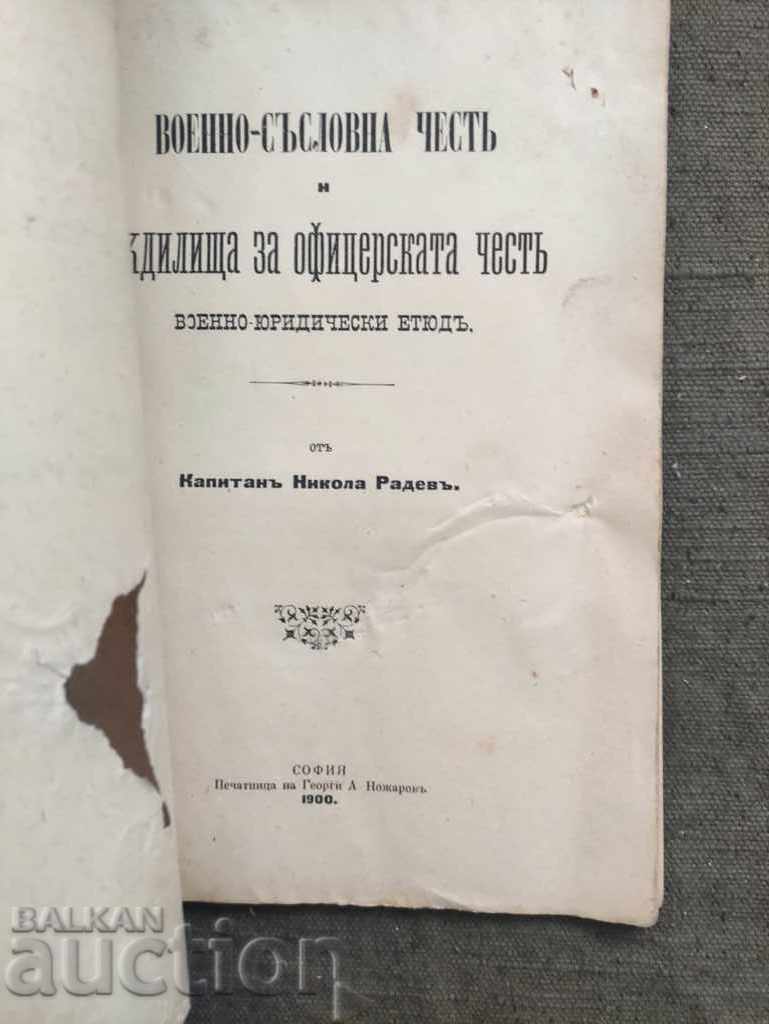 ВОЕННО-СЪСЛОВНА ЧЕСТЬ
и
ЖДИЛИЩА ЗА ОФИЦЕРСКАТА ЧЕСТЬ
ВОЕННО-ЮРИДИЧЕСКИ ЕТЮДЪ.
отъ
Капитанъ Никола Радевъ.
СОФИЯ
Печатница на Георги А Ножаровъ
1900.
BALKAN
auction